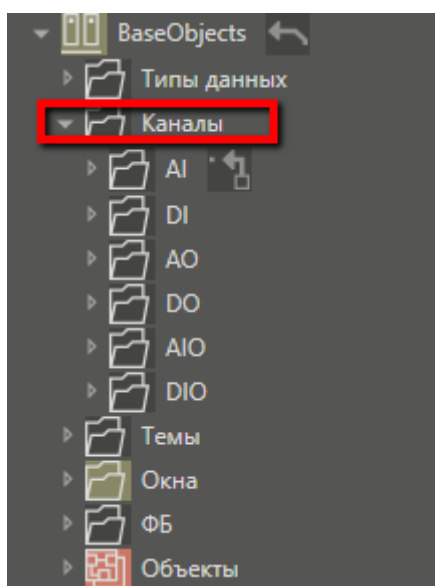 BaseObjects
Типы данных
Каналы
AI
DI
AO
DO
AIO
DIO
Темы
Окна
ФБ
Объекты